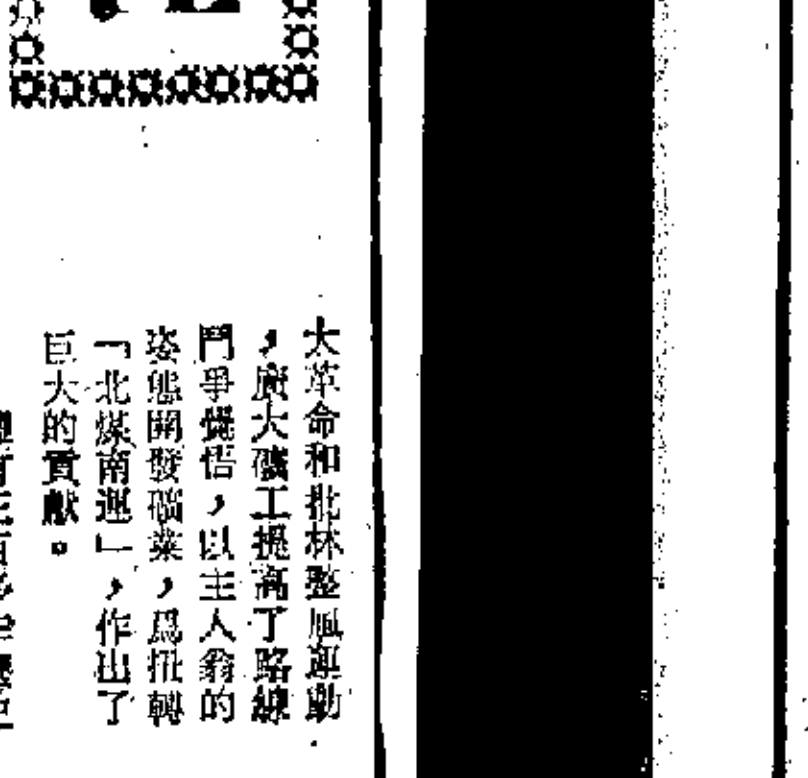 大革命和批林整風運動
,廣大礦工提高了路線
鬥爭覺悟,以主人翁的
姿態開發礦業,爲扭轉
「北煤南運」,作出了
巨大的貢獻。